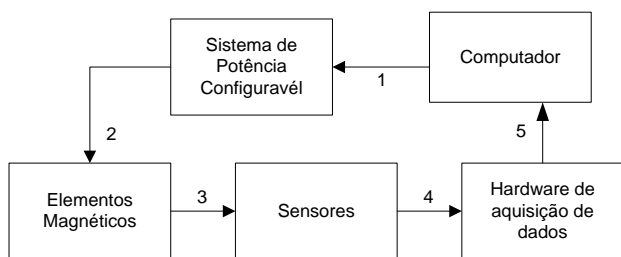 Sistema de
Potência
Configuravél
Computador
1
2
5
Elementos
Magnéticos
3
Sensores
4
Hardware de
aquisição de
dados